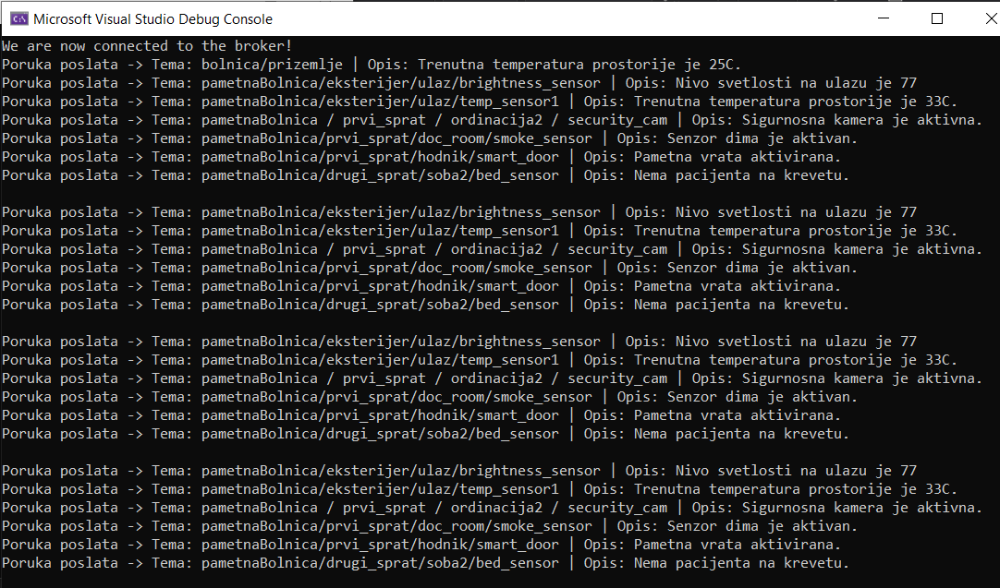 Microsoft Visual Studio Debug Console
We are now connected to the broker!
Poruka poslata -> Tema: bolnica/prizemlje | Opis: Trenutna temperatura prostorije je 25C.
Poruka poslata -> Tema: pametnaBolnica/eksterijer/ulaz/brightness_sensor | Opis: Nivo svetlosti na ulazu je 77
Poruka poslata -> Tema: pametnaBolnica/eksterijer/ulaz/temp_sensor1 | Opis: Trenutna temperatura prostorije je 33C.
Poruka poslata -> Tema: pametnaBolnica / prvi_sprat / ordinacija2 / security_cam | Opis: Sigurnosna kamera je aktivna.
Poruka poslata -> Tema: pametnaBolnica/prvi_sprat/doc_room/smoke_sensor | Opis: Senzor dima je aktivan.
Poruka poslata -> Tema: pametnaBolnica/prvi_sprat/hodnik/smart_door | Opis: Pametna vrata aktivirana.
Poruka poslata -> Tema: pametnaBolnica/drugi_sprat/soba2/bed_sensor | Opis: Nema pacijenta na krevetu.

Poruka poslata -> Tema: pametnaBolnica/eksterijer/ulaz/brightness_sensor | Opis: Nivo svetlosti na ulazu je 77
Poruka poslata -> Tema: pametnaBolnica/eksterijer/ulaz/temp_sensor1 | Opis: Trenutna temperatura prostorije je 33C.
Poruka poslata -> Tema: pametnaBolnica / prvi_sprat / ordinacija2 / security_cam | Opis: Sigurnosna kamera je aktivna.
Poruka poslata -> Tema: pametnaBolnica/prvi_sprat/doc_room/smoke_sensor | Opis: Senzor dima je aktivan.
Poruka poslata -> Tema: pametnaBolnica/prvi_sprat/hodnik/smart_door | Opis: Pametna vrata aktivirana.
Poruka poslata -> Tema: pametnaBolnica/drugi_sprat/soba2/bed_sensor | Opis: Nema pacijenta na krevetu.

Poruka poslata -> Tema: pametnaBolnica/eksterijer/ulaz/brightness_sensor | Opis: Nivo svetlosti na ulazu je 77
Poruka poslata -> Tema: pametnaBolnica/eksterijer/ulaz/temp_sensor1 | Opis: Trenutna temperatura prostorije je 33C.
Poruka poslata -> Tema: pametnaBolnica / prvi_sprat / ordinacija2 / security_cam | Opis: Sigurnosna kamera je aktivna.
Poruka poslata -> Tema: pametnaBolnica/prvi_sprat/doc_room/smoke_sensor | Opis: Senzor dima je aktivan.
Poruka poslata -> Tema: pametnaBolnica/prvi_sprat/hodnik/smart_door | Opis: Pametna vrata aktivirana.
Poruka poslata -> Tema: pametnaBolnica/drugi_sprat/soba2/bed_sensor | Opis: Nema pacijenta na krevetu.

Poruka poslata -> Tema: pametnaBolnica/eksterijer/ulaz/brightness_sensor | Opis: Nivo svetlosti na ulazu je 77
Poruka poslata -> Tema: pametnaBolnica/eksterijer/ulaz/temp_sensor1 | Opis: Trenutna temperatura prostorije je 33C.
Poruka poslata -> Tema: pametnaBolnica / prvi_sprat / ordinacija2 / security_cam | Opis: Sigurnosna kamera je aktivna.
Poruka poslata -> Tema: pametnaBolnica/prvi_sprat/doc_room/smoke_sensor | Opis: Senzor dima je aktivan.
Poruka poslata -> Tema: pametnaBolnica/prvi_sprat/hodnik/smart_door | Opis: Pametna vrata aktivirana.
Poruka poslata -> Tema: pametnaBolnica/drugi_sprat/soba2/bed_sensor | Opis: Nema pacijenta na krevetu.